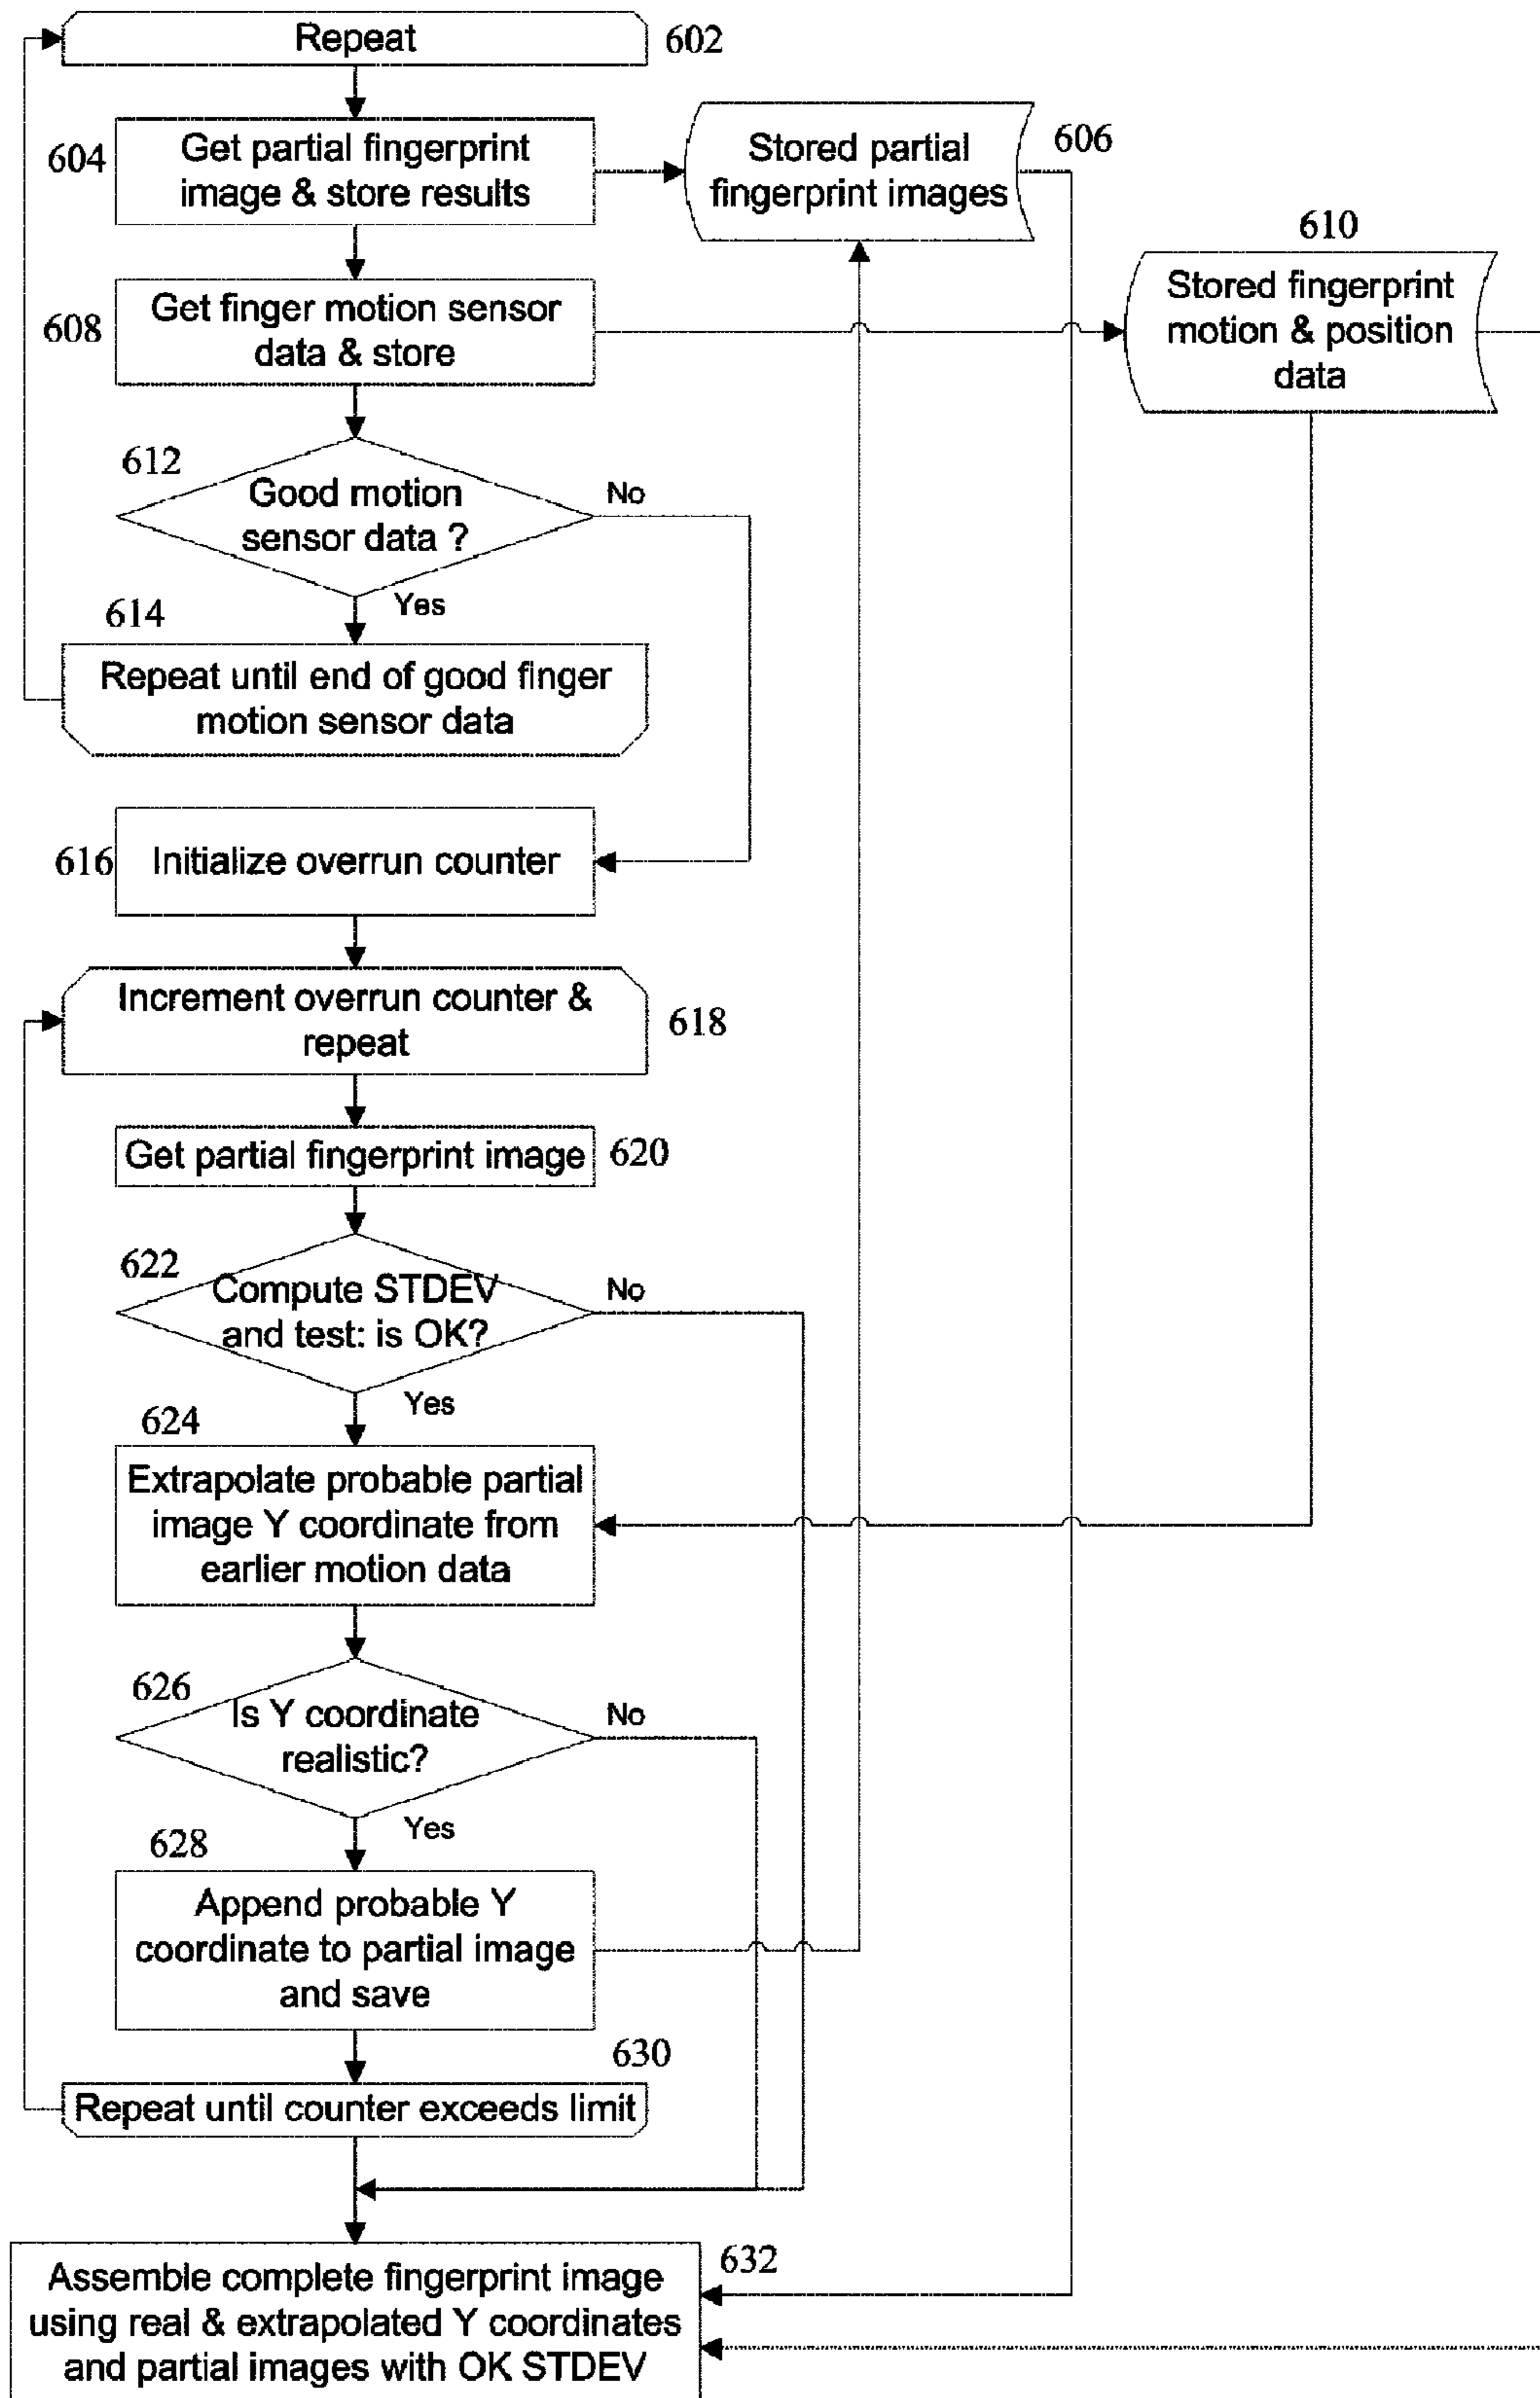 Repeat
602
604
Get partial fingerprint
image & store results
Stored partial
fingerprint images
606
610
Stored fingerprint
motion & position
data
608
Get finger motion sensor
data & store
612
Good motion
sensor data ?
No
Yes
614
Repeat until end of good finger
motion sensor data
616
Initialize overrun counter
Increment overrun counter &
repeat
618
Get partial fingerprint image
620
622
Compute STDEV
and test: is OK?
No
Yes
624
Extrapolate probable partial
image Y coordinate from
earlier motion data
626
Is Y coordinate
realistic?
No
Yes
628
Append probable Y
coordinate to partial image
and save
630
Repeat until counter exceeds limit
632
Assemble complete fingerprint image
using real & extrapolated Y coordinates
and partial images with OK STDEV